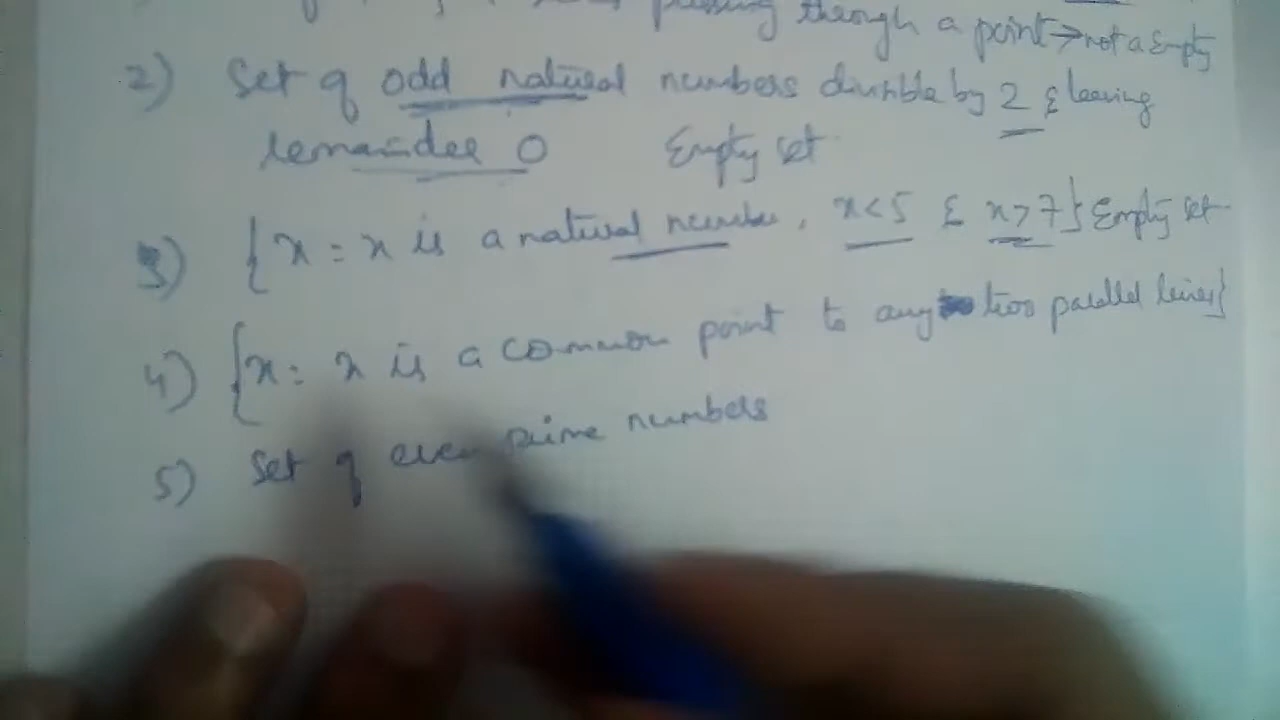 passing through a point → not a Empty
2) Set of odd natural numbers divisible by 2 & leaving
remainder 0 Empty set
3) {x : x is a natural number, x < 5 & x > 7} Empty set
4) {x : x is a common point to any two parallel lines}
5) Set of even prime numbers